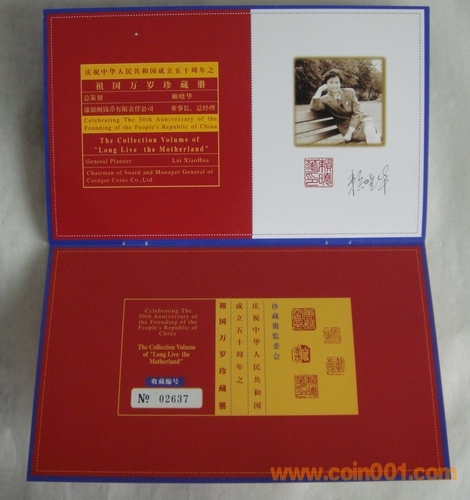 庆祝中华人民共和国成立五十周年之
祖国万岁珍藏册
总策划 赖晓华
康银阁钱币有限责任公司 董事长、总经理
Celebrating The 50th Anniversary of the
Founding of the People's Republic of China
The Collection Volume of
"Long Live the Motherland"
General Planner Lai XiaoHua
Chairman of board and Manager General of
Coingot Coins Co., Ltd.
赖晓华
Celebrating The
50th Anniversary of
the Founding of the
People's Republic of
China
The Collection Volume
of "Long Live the
Motherland"
收藏编号
№ 02637
珍藏册监委会
庆祝中华人民共和国
成立五十周年之
祖国万岁珍藏册
www.coin001.com